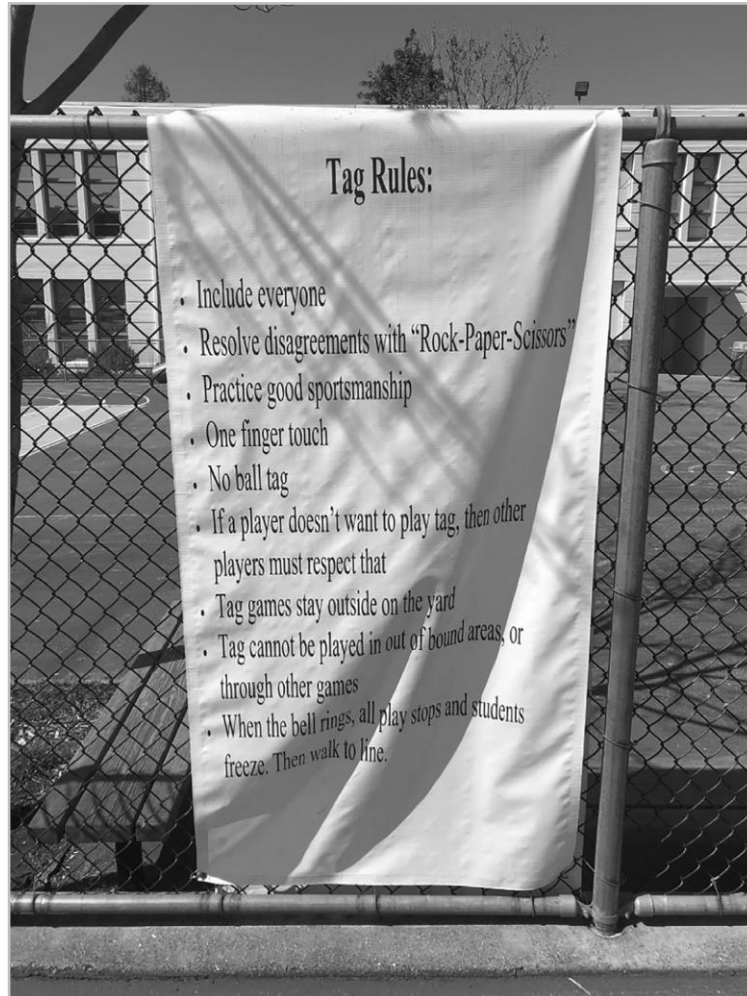 Tag Rules:
• Include everyone
• Resolve disagreements with “Rock-Paper-Scissors”
• Practice good sportsmanship
• One finger touch
• No ball tag
• If a player doesn’t want to play tag, then other
players must respect that
• Tag games stay outside on the yard
• Tag cannot be played in out of bound areas, or
through other games
• When the bell rings, all play stops and students
freeze. Then walk to line.